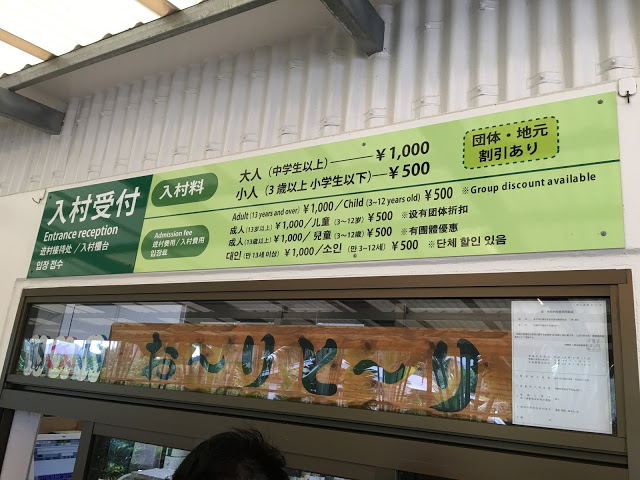 入村受付
Entrance reception
进村接待处 / 入村櫃台
입장 접수
入村料
Admission fee
进村费用 / 入村費用
입장료
大人（中学生以上）――― ￥1,000
小人（3歳以上 小学生以下）― ￥500
Adult (13 years and over) ￥1,000 / Child (3~12 years old) ￥500 ※Group discount available
成人（13岁以上）￥1,000 / 儿童（3～12岁）￥500 ※设有团体折扣
成人（13歲以上）￥1,000 / 兒童（3～12歲）￥500 ※有團體優惠
대인（만 13세 이상）￥1,000 / 소인（만 3~12세）￥500 ※단체 할인 있음
団体・地元
割引あり
お～りと～り